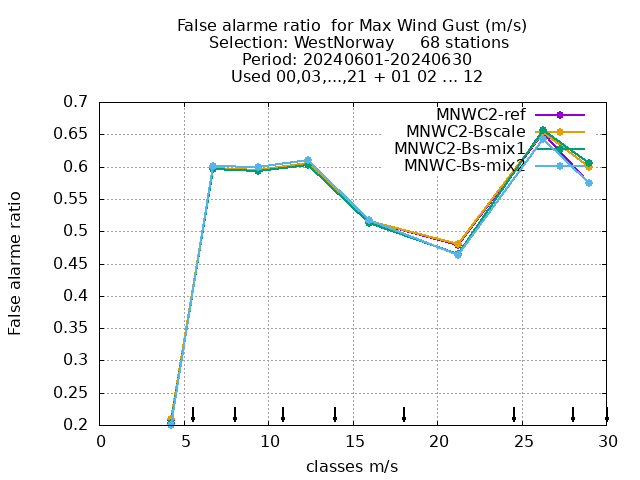 False alarme ratio  for Max Wind Gust (m/s)
Selection: WestNorway     68 stations
Period: 20240601-20240630
Used 00,03,...,21 + 01 02 ... 12
MNWC2-ref
MNWC2-Bscale
MNWC2-Bs-mix1
MNWC-Bs-mix2
False alarme ratio
0.7
0.65
0.6
0.55
0.5
0.45
0.4
0.35
0.3
0.25
0.2
0 5 10 15 20 25 30
classes m/s